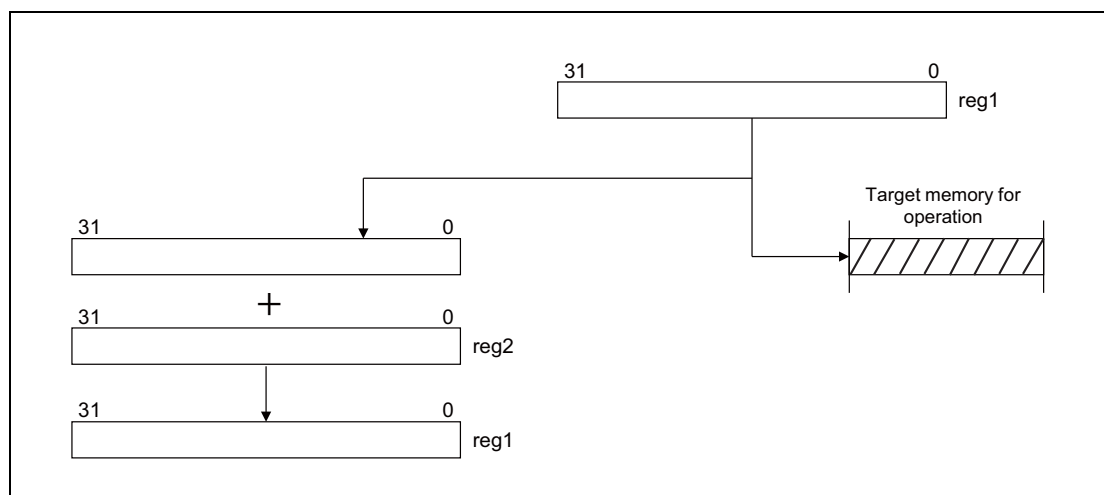 31 0
reg1
Target memory for
operation
31 0
+
31 0
reg2
31 0
reg1